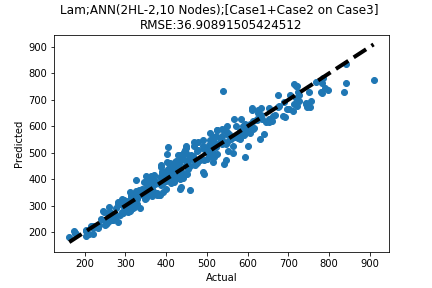 Lam;ANN(2HL-2,10 Nodes);[Case1+Case2 on Case3]
RMSE:36.90891505424512
900
800
700
600
500
400
300
200
Predicted
200 300 400 500 600 700 800 900
Actual